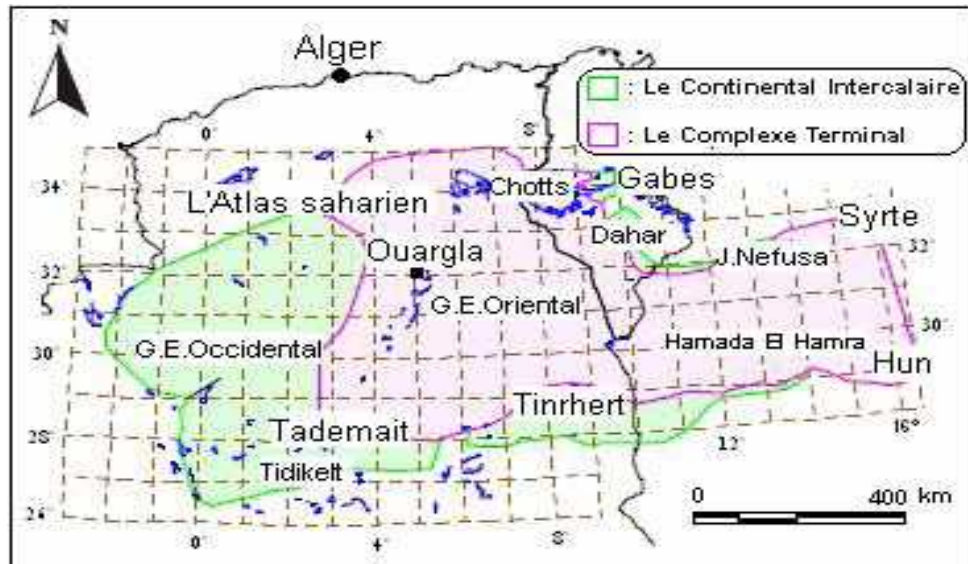 N
Alger
: Le Continental Intercalaire
: Le Complexe Terminal
0° 4° 8°
34°
Chotts
Gabes
L'Atlas saharien
Syrte
Dahar
Ouargla
J.Nefusa
32°
32°
G.E.Oriental
30°
G.E.Occidental
Hamada El Hamra
30°
Hun
Tinrhert
28°
Tademait
12°
16°
Tidikelt
0 400 km
26°
0° 4° 8°